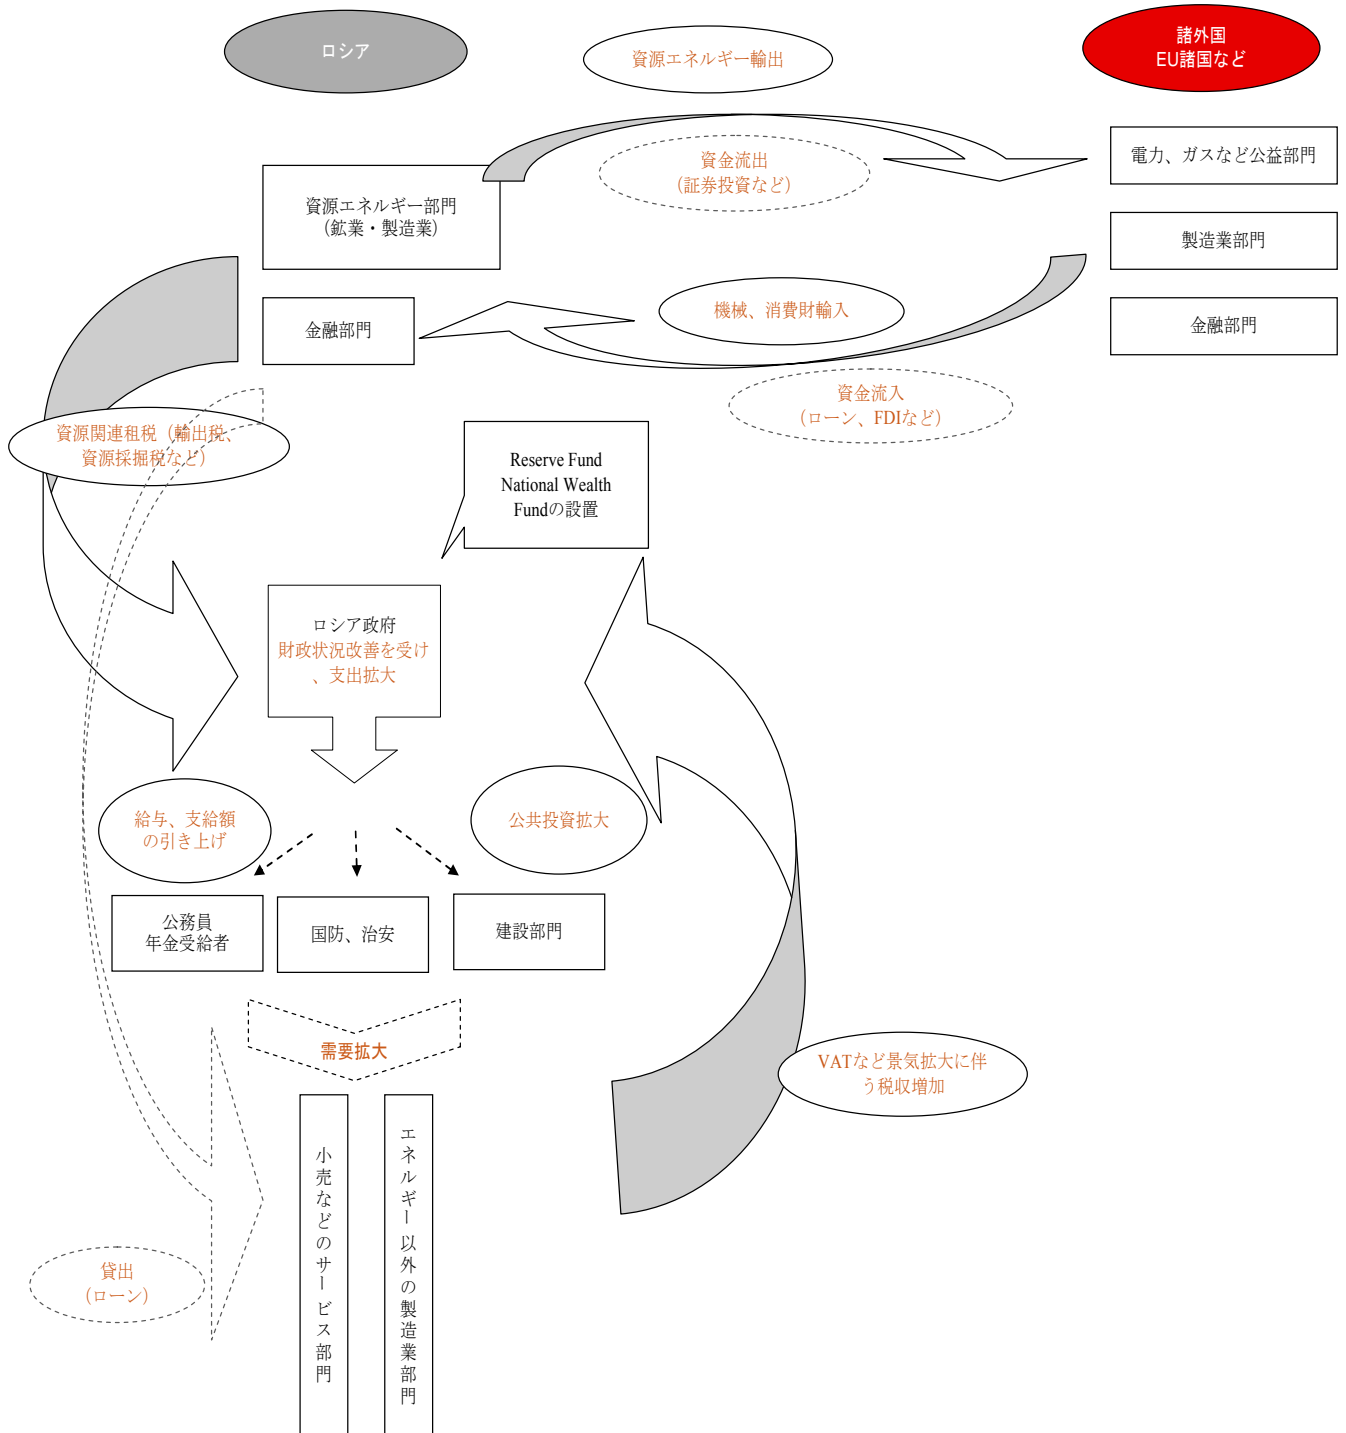 ロシア
資源エネルギー輸出
諸外国
EU諸国など
資金流出
（証券投資など）
電力、ガスなど公益部門
資源エネルギー部門
（鉱業・製造業）
製造業部門
機械、消費財輸入
金融部門
金融部門
資金流入
（ローン、FDIなど）
資源関連租税（輸出税、
資源採掘税など）
Reserve Fund
National Wealth
Fundの設置
ロシア政府
財政状況改善を受け
、支出拡大
給与、支給額
の引き上げ
公共投資拡大
公務員
年金受給者
国防、治安
建設部門
需要拡大
VATなど景気拡大に伴
う税収増加
小売などのサービス部門
エネルギー以外の製造業部門
貸出
（ローン）